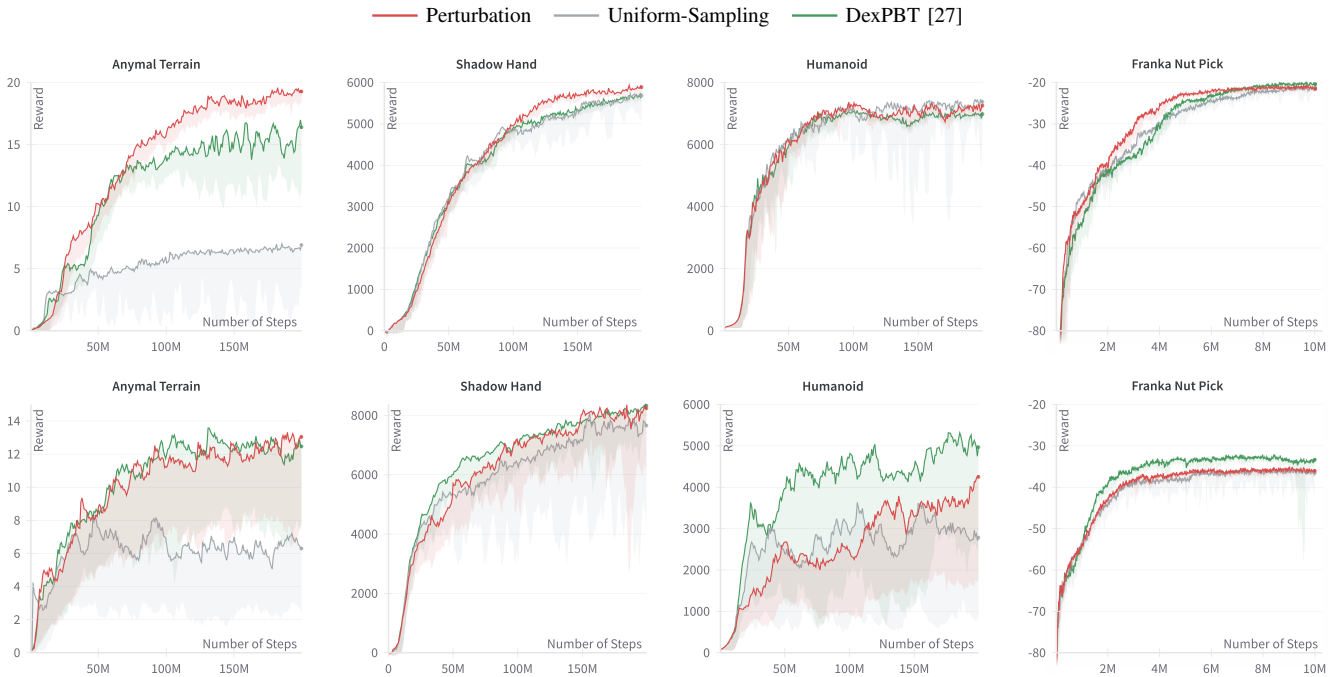 Perturbation Uniform-Sampling DexPBT [27]
Anymal Terrain Shadow Hand Humanoid Franka Nut Pick
20 6000 8000 -20
Reward Reward Reward Reward
5000 -30
15 6000
4000 -40
10 3000 4000 -50
2000 -60
5 2000
1000 -70
Number of Steps Number of Steps Number of Steps Number of Steps
0 0 0 -80
50M 100M 150M 0 50M 100M 150M 50M 100M 150M 2M 4M 6M 8M 10M
Anymal Terrain Shadow Hand Humanoid Franka Nut Pick
6000 -20
Reward Reward Reward Reward
14 8000
5000 -30
12
10 6000 4000 -40
8
3000 -50
6 4000
2000 -60
4
2000
2 1000 -70
Number of Steps Number of Steps Number of Steps Number of Steps
0 0 0 -80
50M 100M 150M 50M 100M 150M 50M 100M 150M 2M 4M 6M 8M 10M